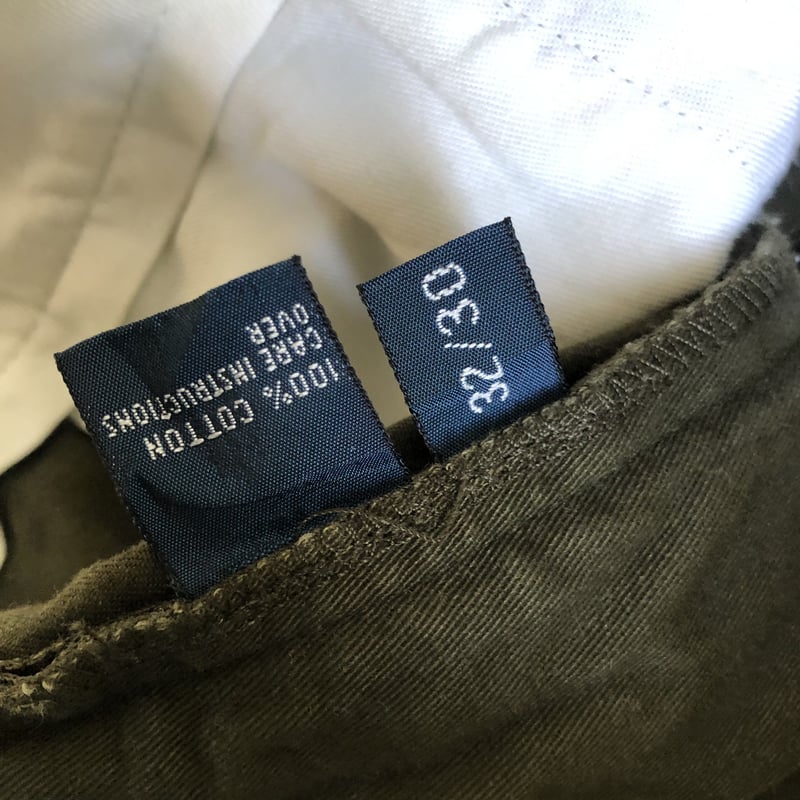 100% COTTON
CARE INSTRUCTIONS
OVER
32/30